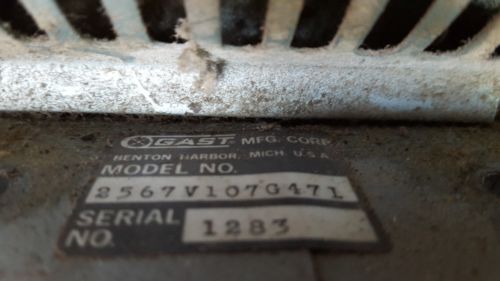 GAST MFG. CORP
BENTON HARBOR, MICH. U.S.A
MODEL NO.
2567V107G471
SERIAL
NO. 1283